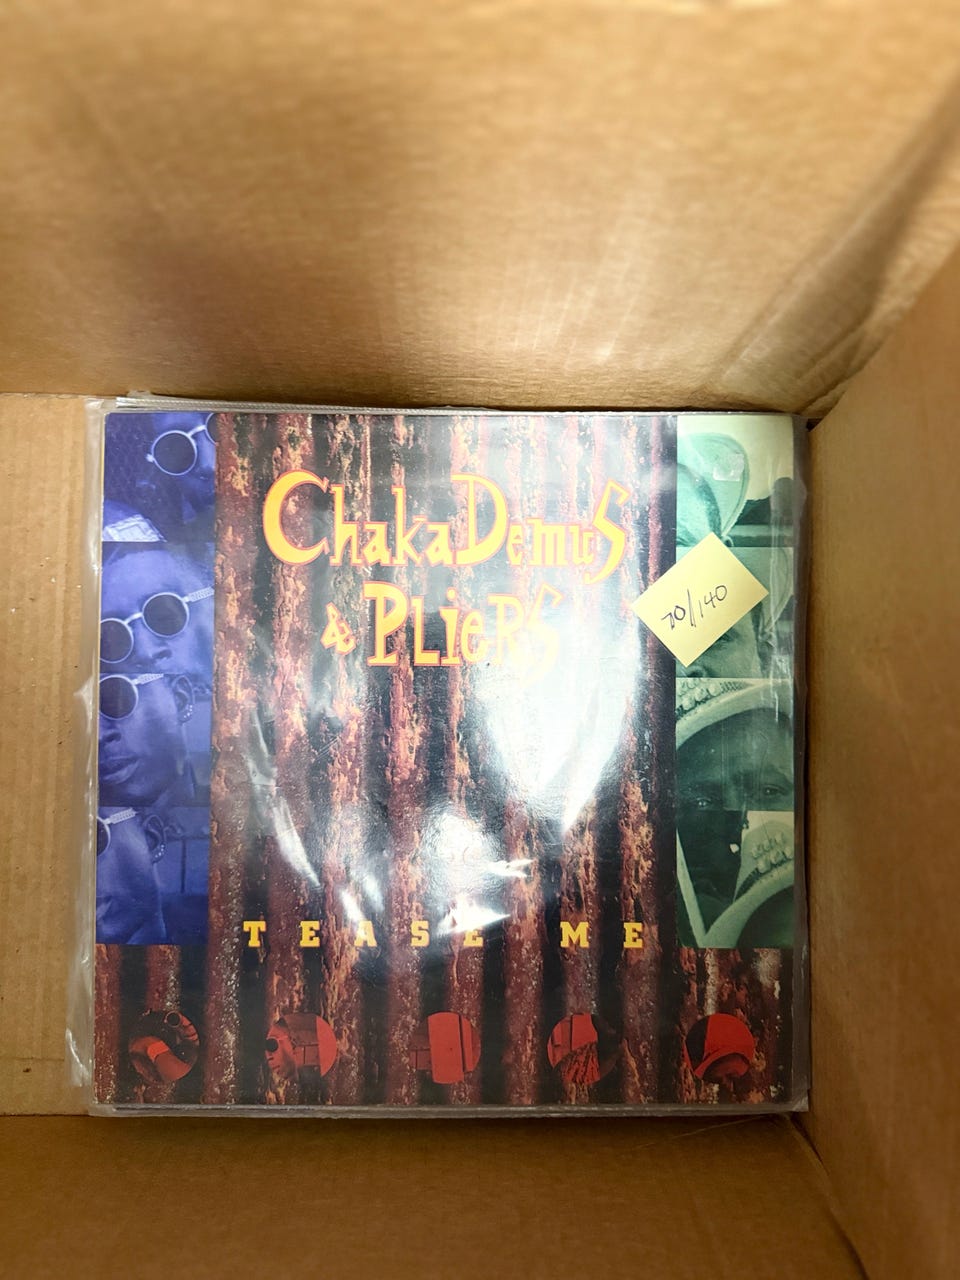 ChakaDemuS
& PLieRS
70/140
TEASE ME